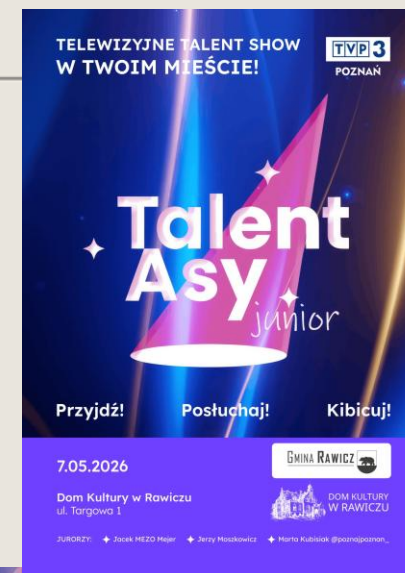 TELEWIZYJNE TALENT SHOW
W TWOIM MIEŚCIE!
TVP3
POZNAŃ
Talent
Asy
junior
Przyjdź! Posłuchaj! Kibicuj!
7.05.2026
GMINA RAWICZ
Dom Kultury w Rawiczu
ul. Targowa 1
DOM KULTURY
W RAWICZU
JURORZY: Jacek MEZO Mejer Jerzy Moszkowicz Marta Kubisiak @poznajpoznan_